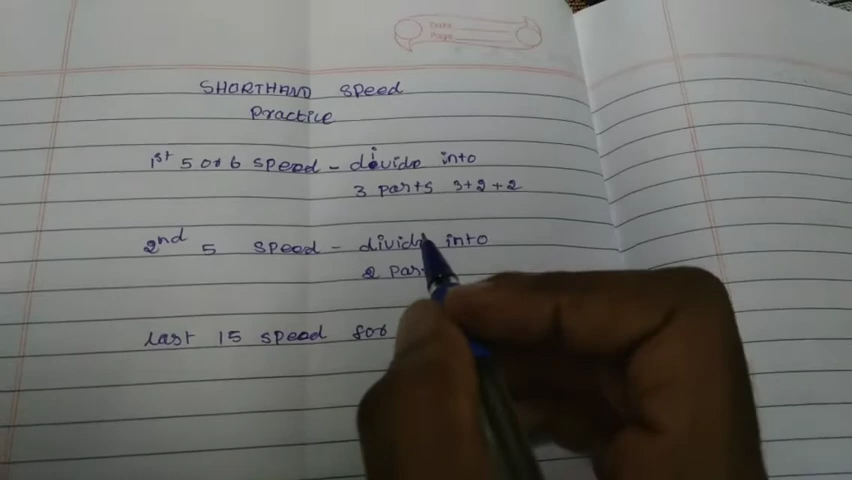 SHORTHAND Speed
Practice
1st 5 or 6 speed - divide into
3 parts 3+2+2
2nd 5 speed - divide into
2
last 15 speed for